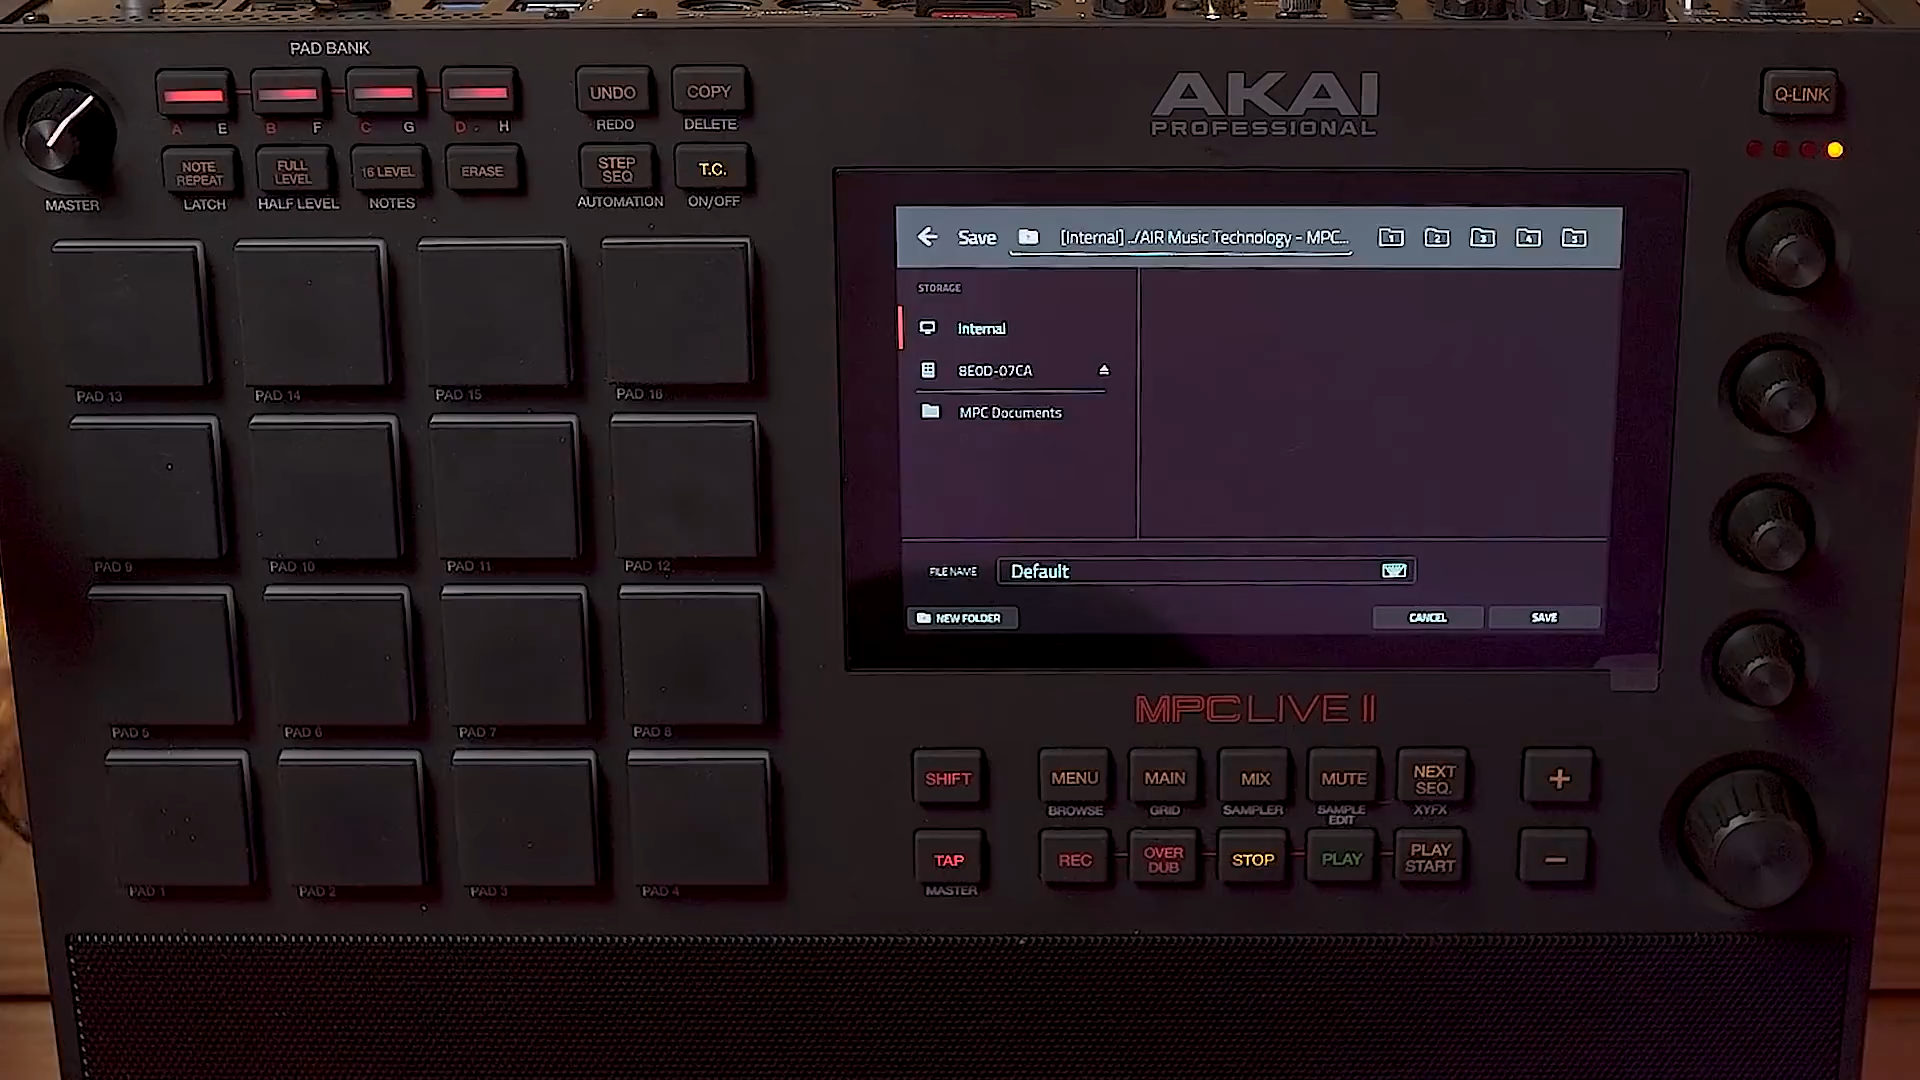 PAD BANK
A E B F C G D H
UNDO COPY
REDO DELETE
NOTE REPEAT FULL LEVEL 16 LEVEL ERASE
STEP SEQ T.C.
MASTER LATCH HALF LEVEL NOTES
AUTOMATION ON/OFF
AKAI
PROFESSIONAL
Q-LINK
Save [Internal] ../AIR Music Technology - MPC... 1 2 3 4 5
STORAGE
Internal
8E0D-07CA
MPC Documents
FILE NAME Default
NEW FOLDER CANCEL SAVE
PAD 13 PAD 14 PAD 15 PAD 16
PAD 9 PAD 10 PAD 11 PAD 12
PAD 5 PAD 6 PAD 7 PAD 8
PAD 1 PAD 2 PAD 3 PAD 4
MPC LIVE II
SHIFT MENU MAIN MIX MUTE NEXT SEQ. +
BROWSE GRID SAMPLER SAMPLE EDIT XYFX
TAP REC OVER DUB STOP PLAY PLAY START −
MASTER